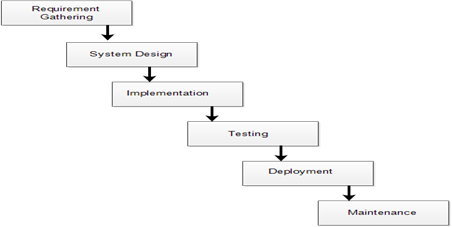 Requirement
Gathering
System Design
Implementation
Testing
Deployment
Maintenance